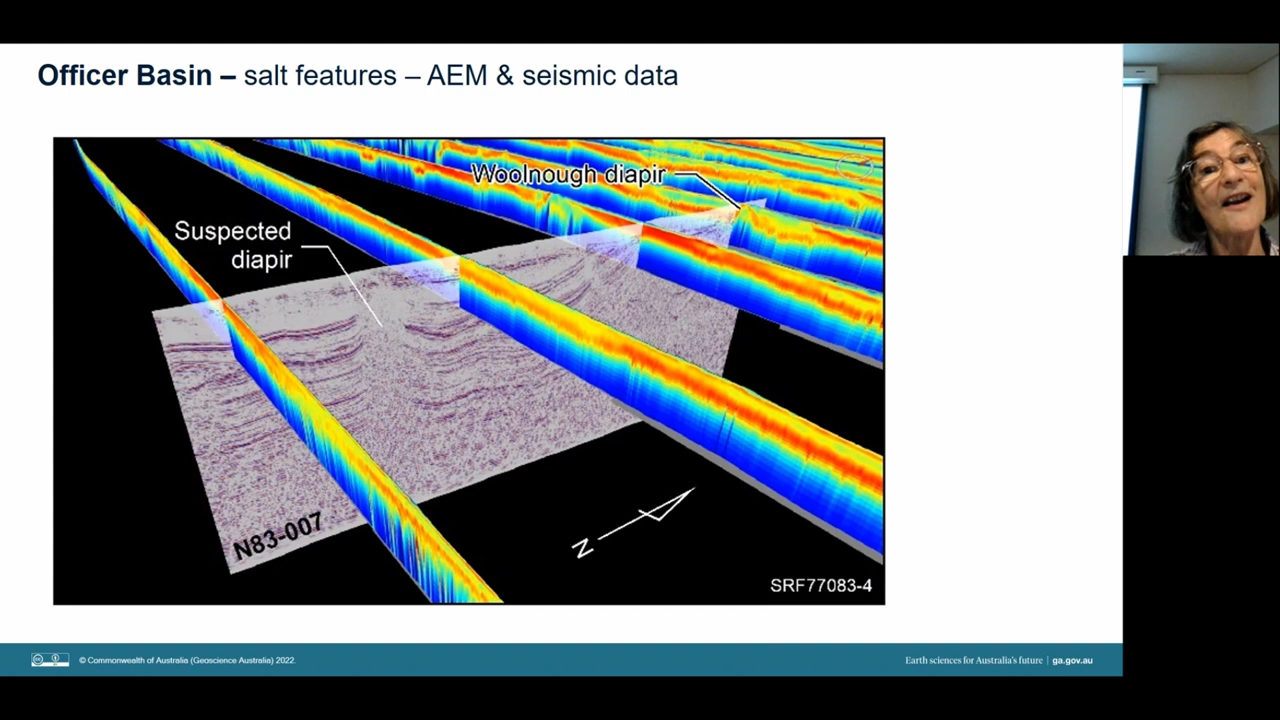 Officer Basin – salt features – AEM & seismic data
Woolnough diapir
Suspected
diapir
N83-007
N
SRF77083-4
© Commonwealth of Australia (Geoscience Australia) 2022.
Earth sciences for Australia's future | ga.gov.au